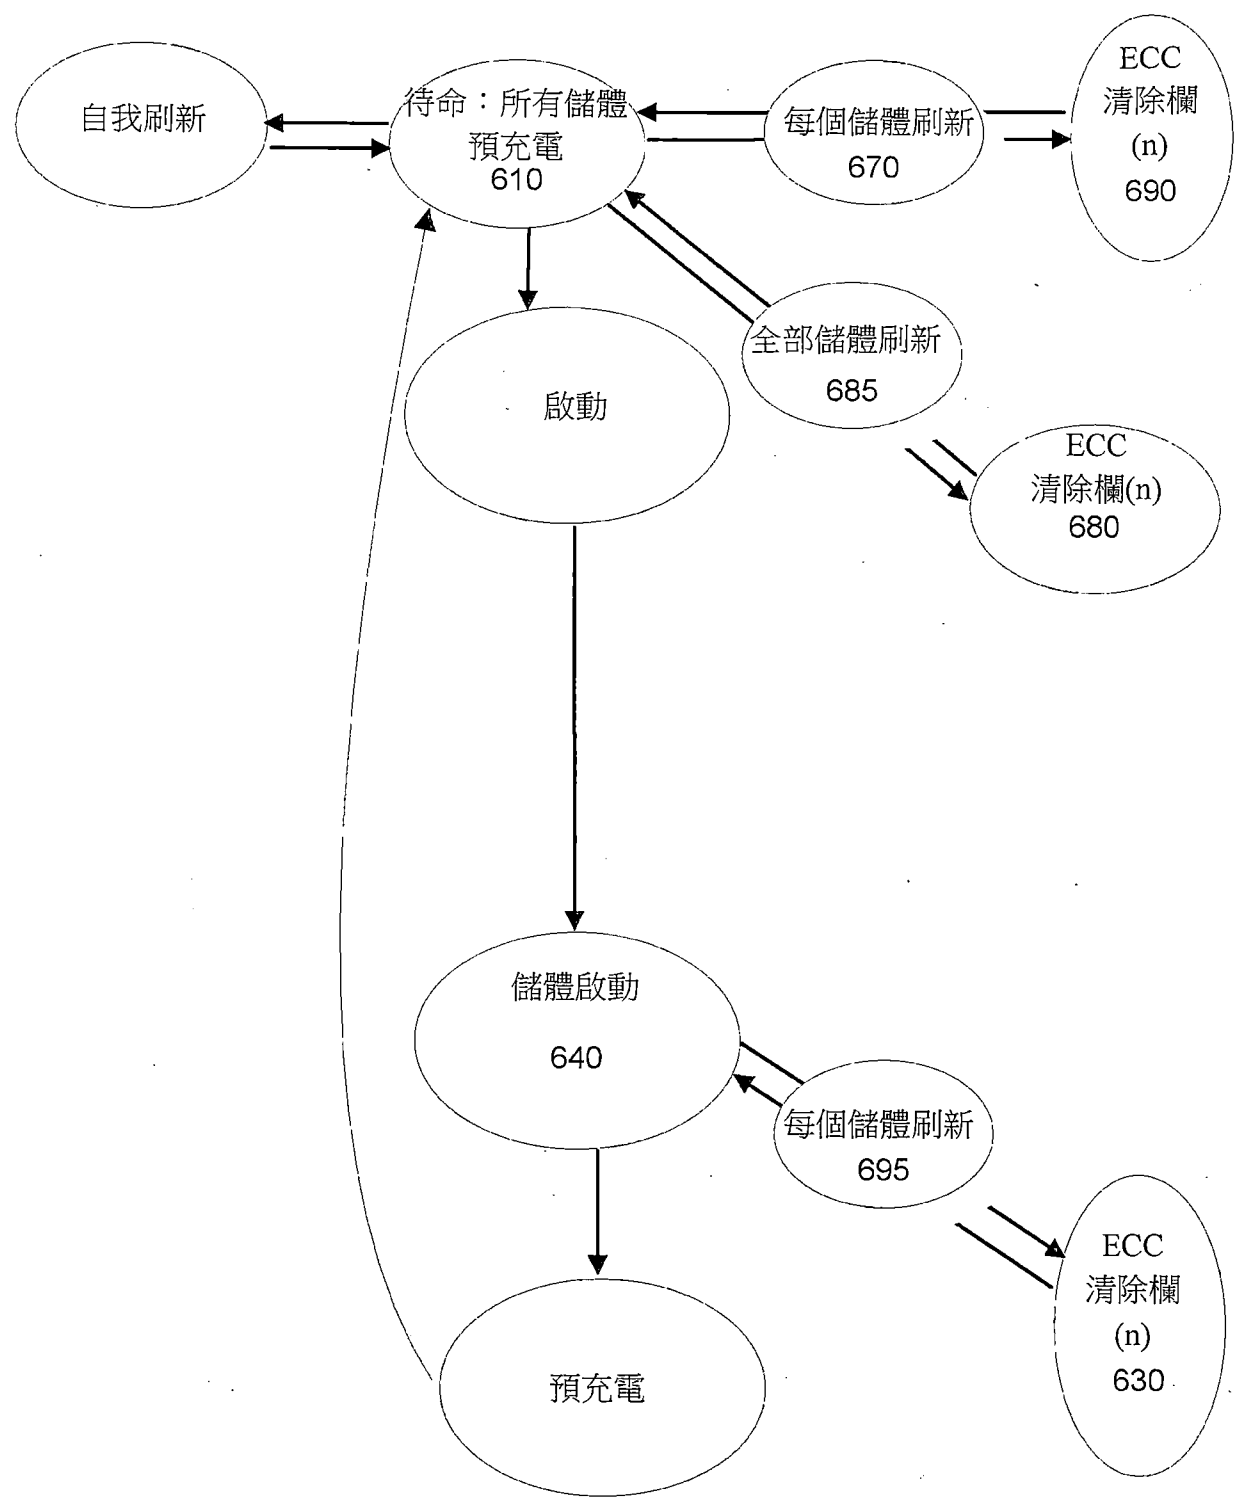 自我刷新
待命：所有儲體
預充電
610
每個儲體刷新
670
ECC
清除欄
(n)
690
全部儲體刷新
685
啟動
ECC
清除欄(n)
680
儲體啟動
640
每個儲體刷新
695
ECC
清除欄
(n)
630
預充電